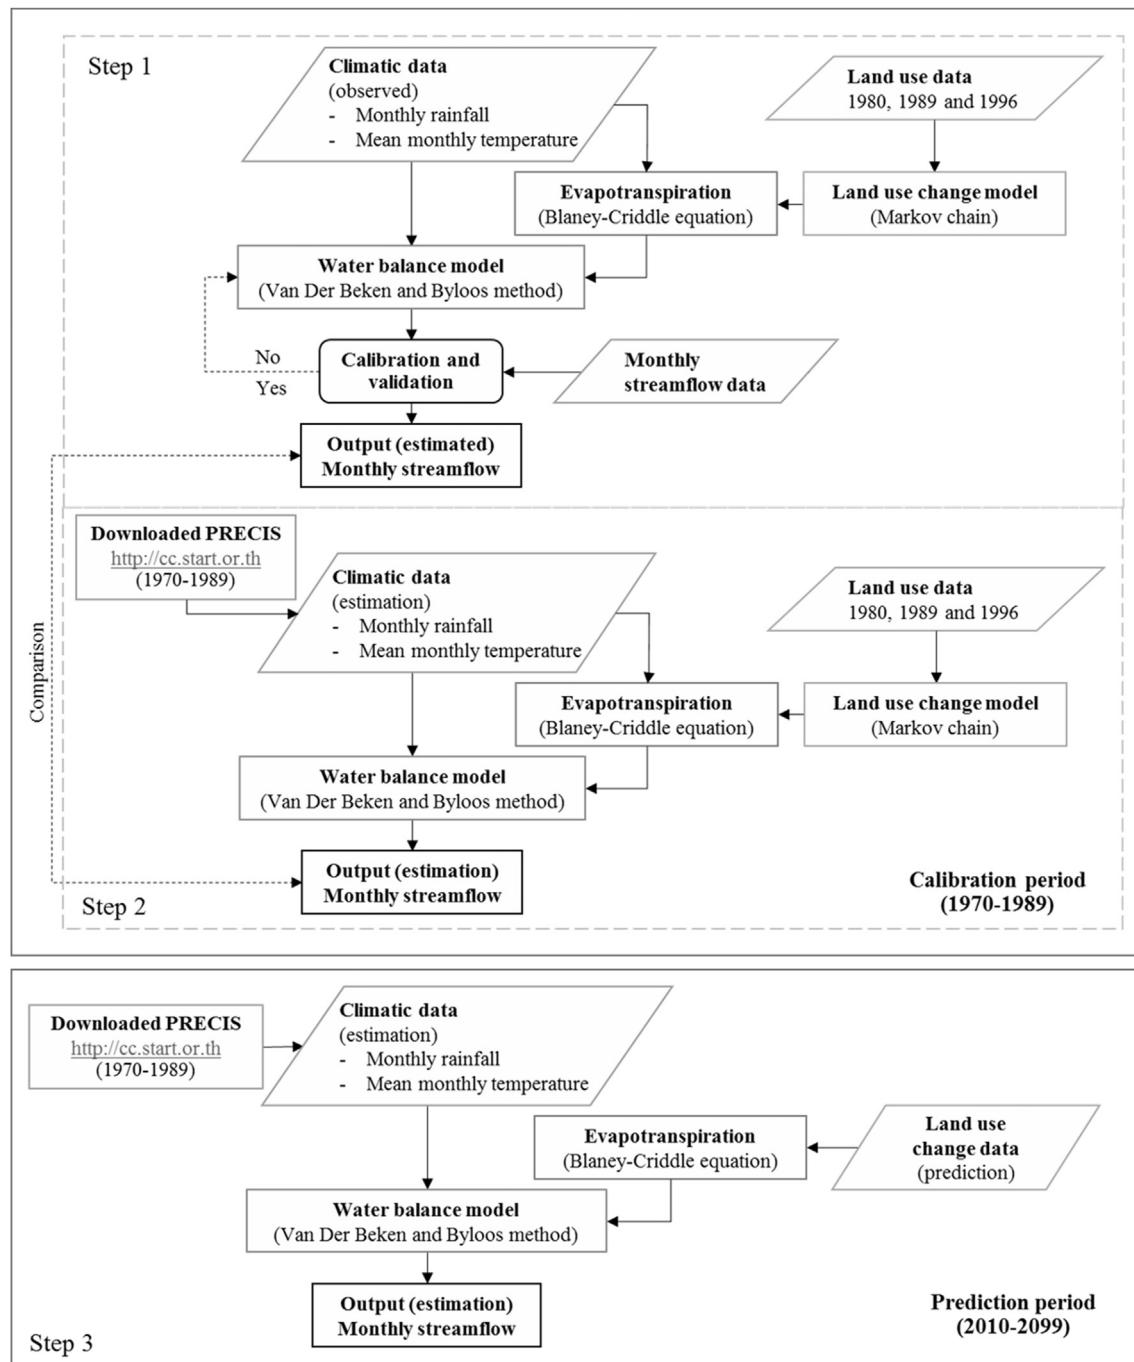 Step 1
Climatic data
(observed)
- Monthly rainfall
- Mean monthly temperature
Land use data
1980, 1989 and 1996
Evapotranspiration
(Blaney-Criddle equation)
Land use change model
(Markov chain)
Water balance model
(Van Der Beken and Byloos method)
No
Yes
Calibration and
validation
Monthly
streamflow data
Output (estimated)
Monthly streamflow
Comparison
Downloaded PRECIS
http://cc.start.or.th
(1970-1989)
Climatic data
(estimation)
- Monthly rainfall
- Mean monthly temperature
Land use data
1980, 1989 and 1996
Evapotranspiration
(Blaney-Criddle equation)
Land use change model
(Markov chain)
Water balance model
(Van Der Beken and Byloos method)
Output (estimation)
Monthly streamflow
Step 2
Calibration period
(1970-1989)
Downloaded PRECIS
http://cc.start.or.th
(1970-1989)
Climatic data
(estimation)
- Monthly rainfall
- Mean monthly temperature
Evapotranspiration
(Blaney-Criddle equation)
Land use
change data
(prediction)
Water balance model
(Van Der Beken and Byloos method)
Output (estimation)
Monthly streamflow
Step 3
Prediction period
(2010-2099)